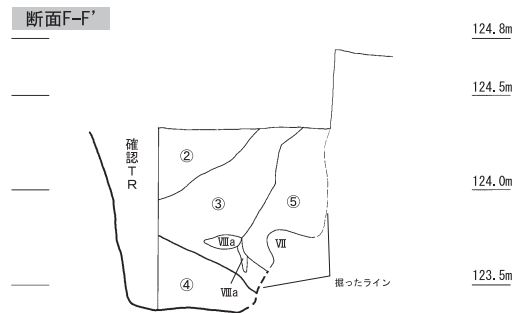 断面F-F’
124.8m
124.5m
124.0m
123.5m
確認TR
②
③
⑤
Ⅷa
Ⅶ
④
Ⅷa
掘ったライン